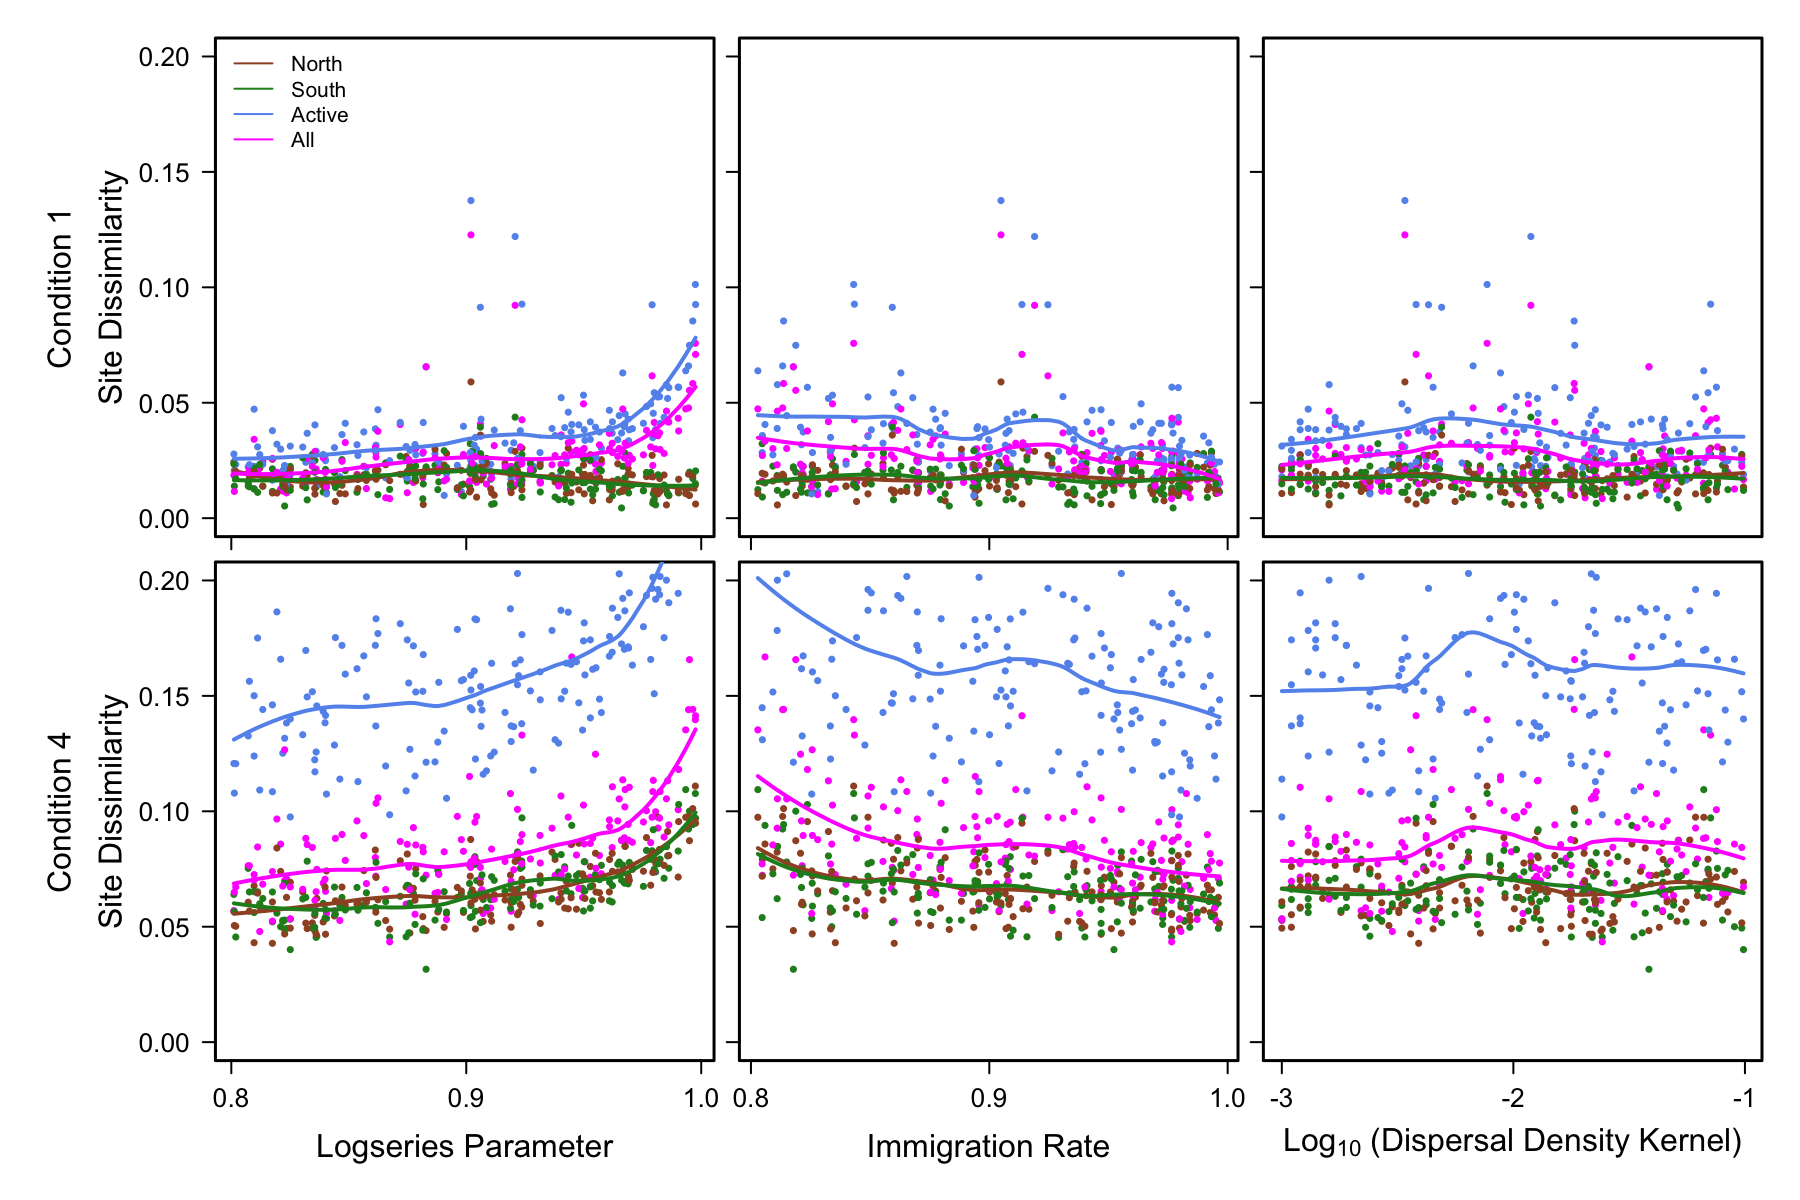 Condition 1
Site Dissimilarity
0.20
0.15
0.10
0.05
0.00
North
South
Active
All
Condition 4
Site Dissimilarity
0.20
0.15
0.10
0.05
0.00
0.8 0.9 1.0
0.8 0.9 1.0
-3 -2 -1
Logseries Parameter
Immigration Rate
Log₁₀ (Dispersal Density Kernel)